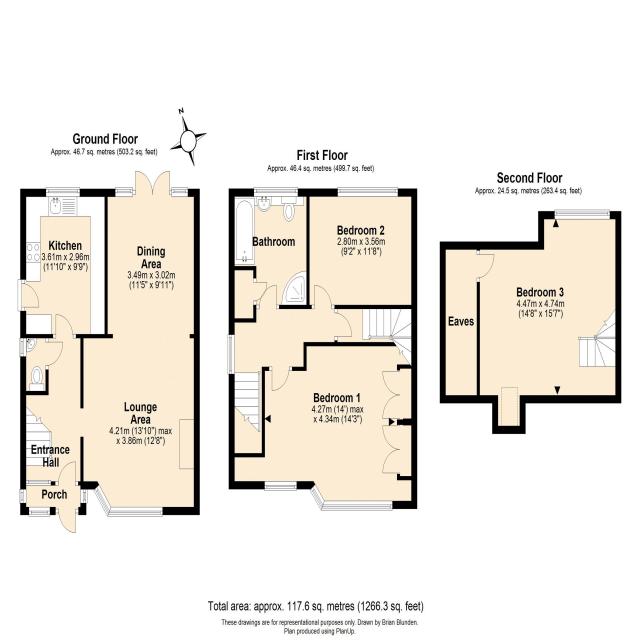 N
Ground Floor
Approx. 46.7 sq. metres (503.2 sq. feet)
Kitchen
3.61m x 2.96m
(11'10" x 9'9")
Dining
Area
3.49m x 3.02m
(11'5" x 9'11")
Lounge
Area
4.21m (13'10") max
x 3.86m (12'8")
Entrance
Hall
Porch
First Floor
Approx. 46.4 sq. metres (499.7 sq. feet)
Bathroom
Bedroom 2
2.80m x 3.56m
(9'2" x 11'8")
Bedroom 1
4.27m (14') max
x 4.34m (14'3")
Second Floor
Approx. 24.5 sq. metres (263.4 sq. feet)
Eaves
Bedroom 3
4.47m x 4.74m
(14'8" x 15'7")
Total area: approx. 117.6 sq. metres (1266.3 sq. feet)
These drawings are for representational purposes only. Drawn by Brian Blunden.
Plan produced using PlanUp.